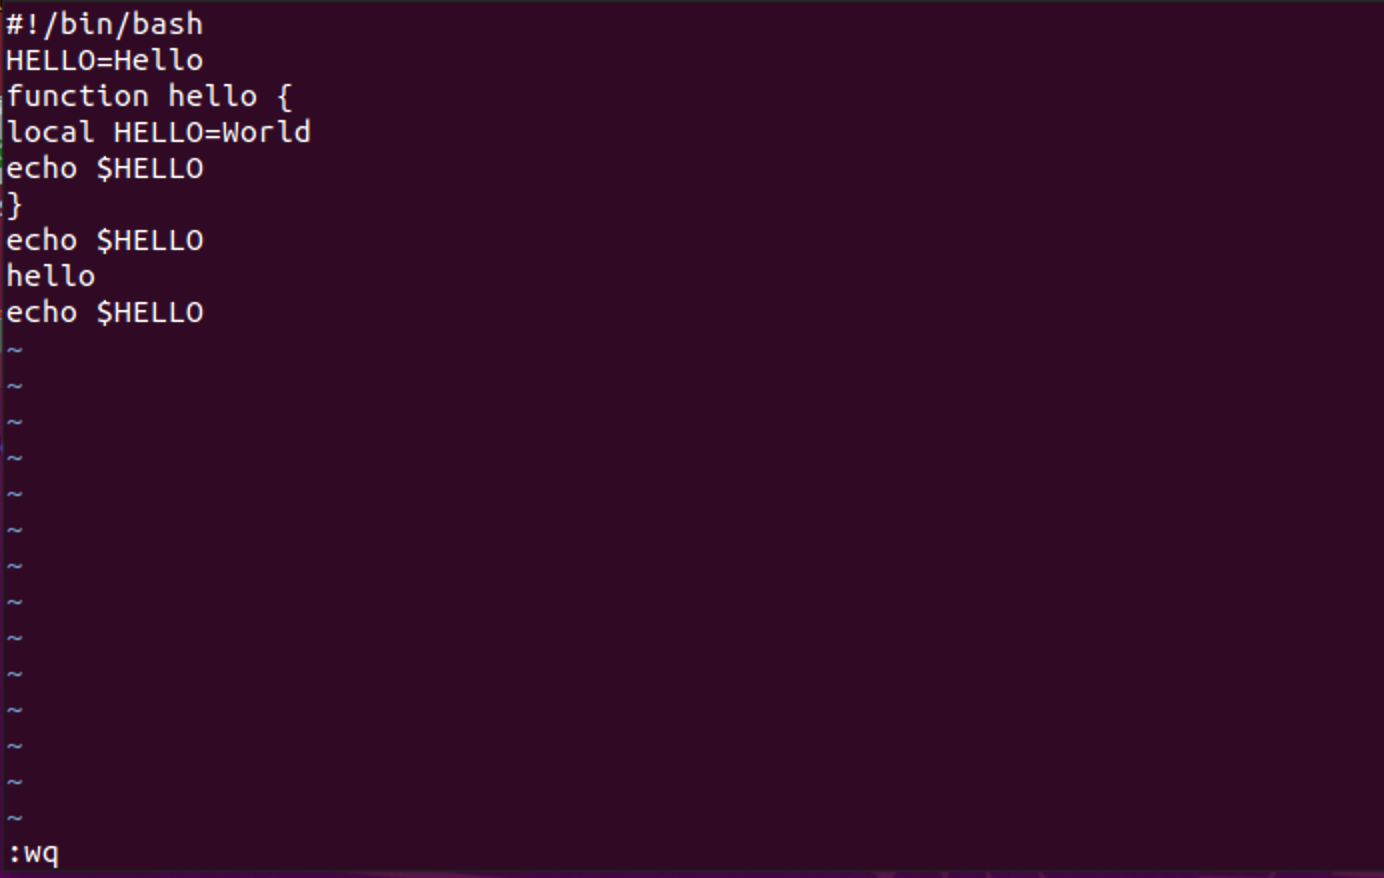 #!/bin/bash
HELLO=Hello
function hello {
local HELLO=World
echo $HELLO
}
echo $HELLO
hello
echo $HELLO
~
~
~
~
~
~
~
~
~
~
~
~
~
~
:wq